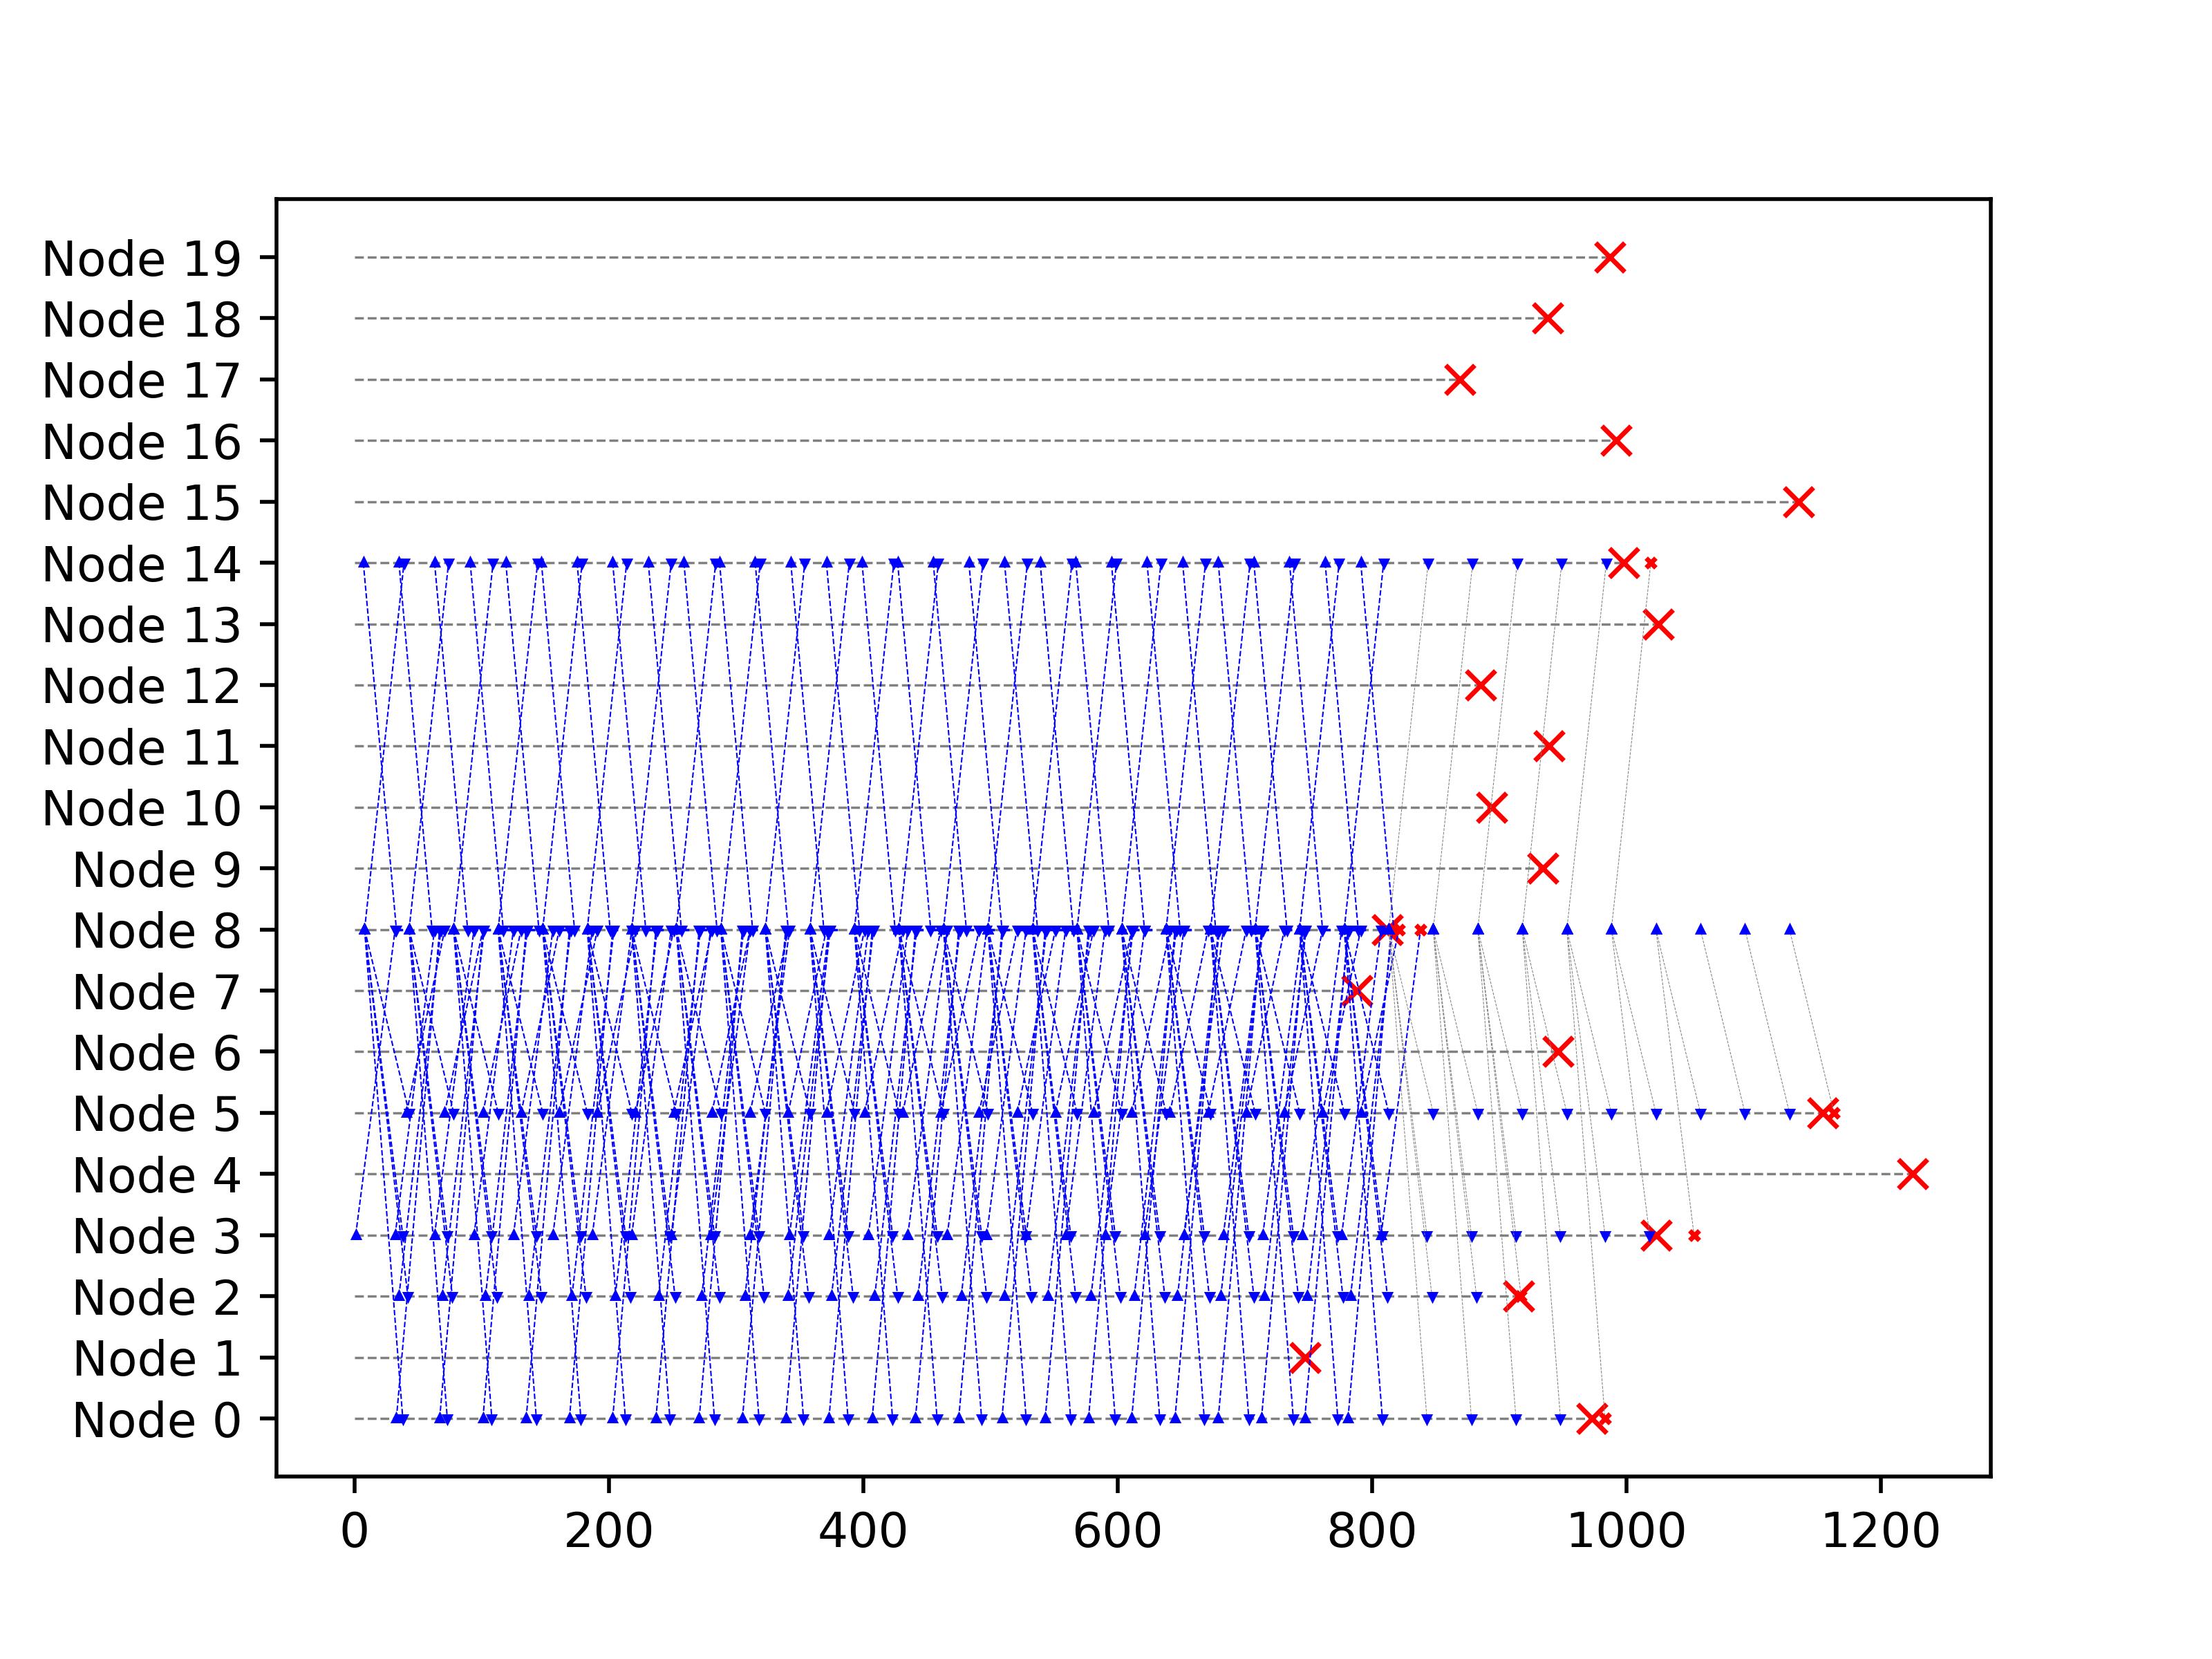 Node 19
Node 18
Node 17
Node 16
Node 15
Node 14
Node 13
Node 12
Node 11
Node 10
Node 9
Node 8
Node 7
Node 6
Node 5
Node 4
Node 3
Node 2
Node 1
Node 0
0 200 400 600 800 1000 1200